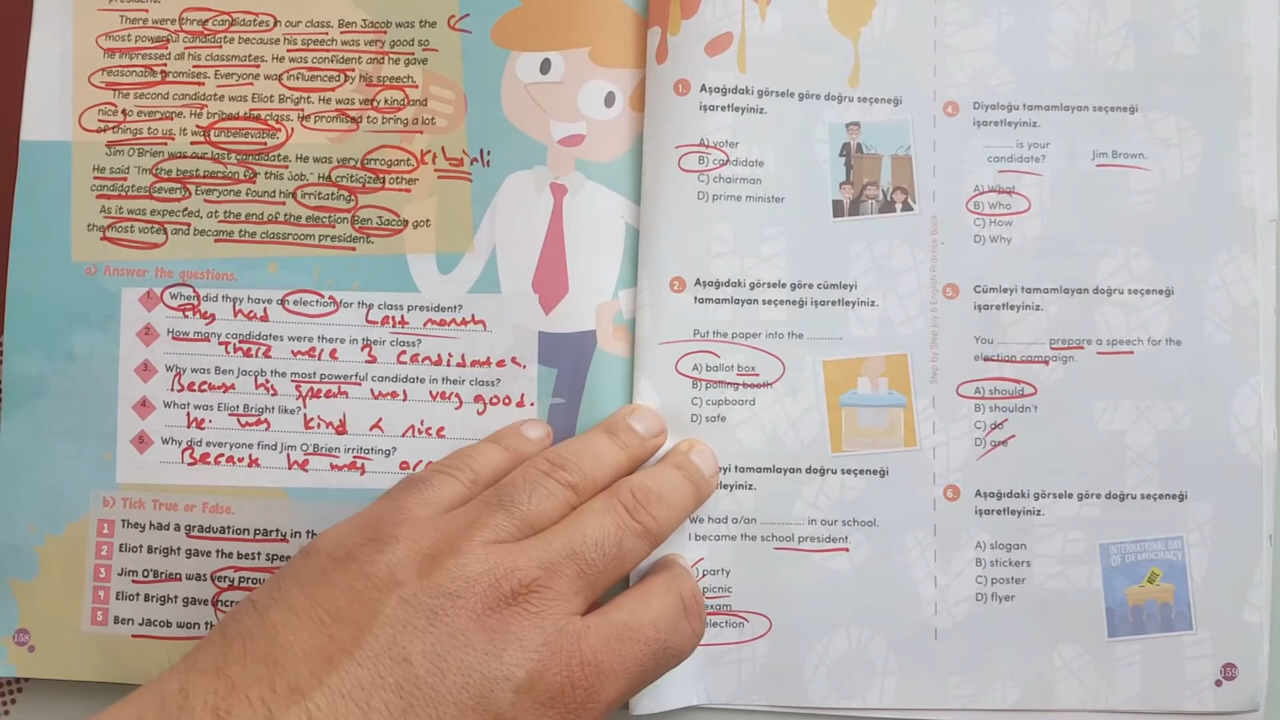 president.
There were three candidates in our class. Ben Jacob was the
most powerful candidate because his speech was very good so
he impressed all his classmates. He was confident and he gave
reasonable promises. Everyone was influenced by his speech.
The second candidate was Eliot Bright. He was very kind and
nice to everyone. He bribed the class. He promised to bring a lot
of things to us. It was unbelievable.
Jim O'Brien was our last candidate. He was very arrogant. Kibirli
He said "I'm the best person for this job." He criticized other
candidates severly. Everyone found him irritating.
As it was expected, at the end of the election Ben Jacob got
the most votes and became the classroom president.
a) Answer the questions.
1. When did they have an election for the class president?
They had Last month
2. How many candidates were there in their class?
There were 3 candidates.
3. Why was Ben Jacob the most powerful candidate in their class?
Because his speech was very good.
4. What was Eliot Bright like?
he was kind & nice
5. Why did everyone find Jim O'Brien irritating?
Because he was
b) Tick True or False.
1 They had a graduation party in th
2 Eliot Bright gave the best spee
3 Jim O'Brien was very prou
4 Eliot Bright gave incre
5 Ben Jacob won th
158
1. Aşağıdaki görsele göre doğru seçeneği
işaretleyiniz.
A) voter
B) candidate
C) chairman
D) prime minister
2. Aşağıdaki görsele göre cümleyi
tamamlayan seçeneği işaretleyiniz.
Put the paper into the ...........
A) ballot box
B) polling booth
C) cupboard
D) safe
eyi tamamlayan doğru seçeneği
tleyiniz.
We had a/an .............. in our school.
I became the school president.
) party
picnic
exam
election
Step by Step Joy 6 English Practice Book
4. Diyaloğu tamamlayan seçeneği
işaretleyiniz.
.......... is your
candidate?
Jim Brown.
A) What
B) Who
C) How
D) Why
5. Cümleyi tamamlayan doğru seçeneği
işaretleyiniz.
You .............. prepare a speech for the
election campaign.
A) should
B) shouldn't
C) do
D) are
6. Aşağıdaki görsele göre doğru seçeneği
işaretleyiniz.
A) slogan
B) stickers
C) poster
D) flyer
INTERNATIONAL DAY
OF DEMOCRACY
VOTE
159